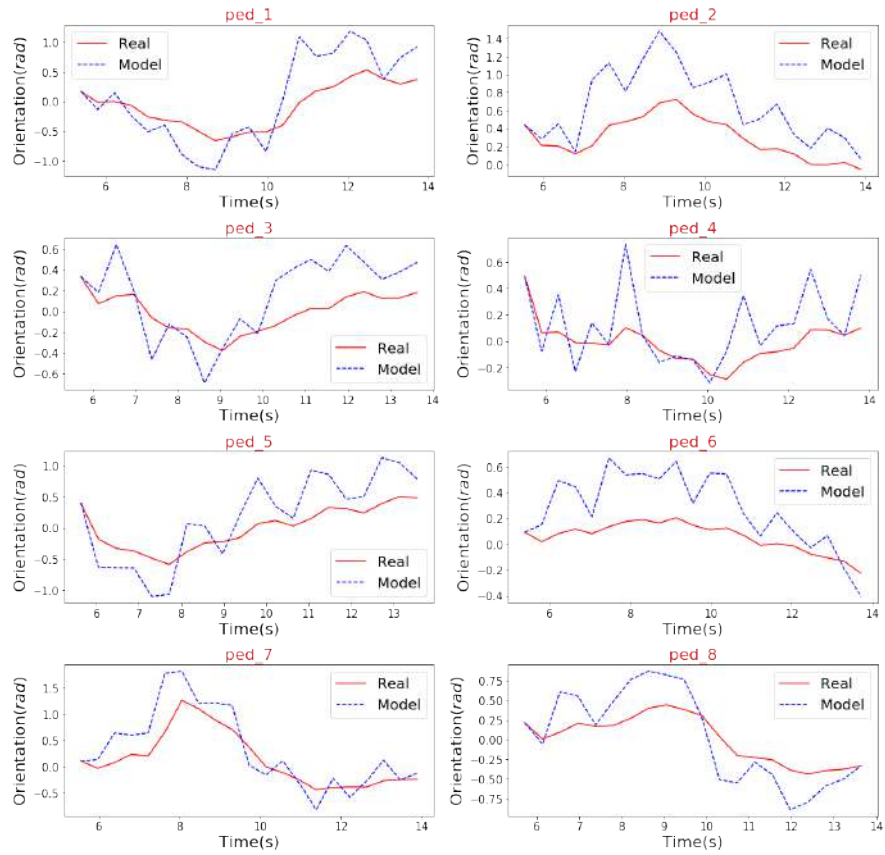 ped_1
Orientation(rad)
1.0
0.5
0.0
−0.5
−1.0
Real
Model
6
8
10
12
14
Time(s)
ped_2
Orientation(rad)
1.4
1.2
1.0
0.8
0.6
0.4
0.2
0.0
Real
Model
6
8
10
12
14
Time(s)
ped_3
Orientation(rad)
0.6
0.4
0.2
0.0
−0.2
−0.4
−0.6
Real
Model
6
7
8
9
10
11
12
13
14
Time(s)
ped_4
Orientation(rad)
0.6
0.4
0.2
0.0
−0.2
Real
Model
6
8
10
12
14
Time(s)
ped_5
Orientation(rad)
1.0
0.5
0.0
−0.5
−1.0
Real
Model
6
7
8
9
10
11
12
13
Time(s)
ped_6
Orientation(rad)
0.6
0.4
0.2
0.0
−0.2
−0.4
Real
Model
6
8
10
12
14
Time(s)
ped_7
Orientation(rad)
1.5
1.0
0.5
0.0
−0.5
Real
Model
6
8
10
12
14
Time(s)
ped_8
Orientation(rad)
0.75
0.50
0.25
0.00
−0.25
−0.50
−0.75
Real
Model
6
7
8
9
10
11
12
13
14
Time(s)